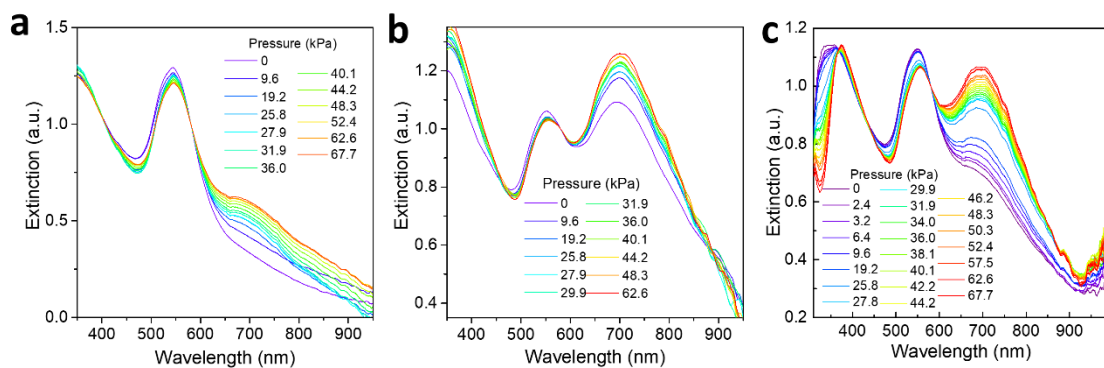 a
Extinction (a.u.)
1.5
1.0
0.5
0.0
Pressure (kPa)
0 40.1
9.6 44.2
19.2 48.3
25.8 52.4
27.9 62.6
31.9 67.7
36.0
400 500 600 700 800 900
Wavelength (nm)
b
Extinction (a.u.)
1.2
1.0
0.8
0.6
0.4
Pressure (kPa)
0 31.9
9.6 36.0
19.2 40.1
25.8 44.2
27.9 48.3
29.9 62.6
400 500 600 700 800 900
Wavelength (nm)
c
Extinction (a.u.)
1.2
1.0
0.8
0.6
0.4
0.2
Pressure (kPa)
0 29.9 46.2
2.4 31.9 48.3
3.2 34.0 50.3
6.4 36.0 52.4
9.6 38.1 57.5
19.2 40.1 62.6
25.8 42.2 67.7
27.8 44.2
400 500 600 700 800 900
Wavelength (nm)